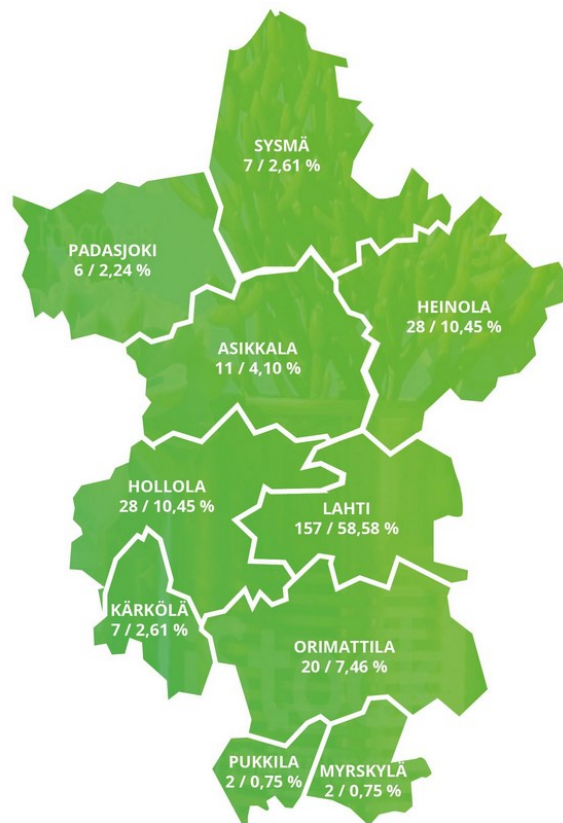 SYSMÄ
7 / 2,61 %
PADASJOKI
6 / 2,24 %
HEINOLA
28 / 10,45 %
ASIKKALA
11 / 4,10 %
HOLLOLA
28 / 10,45 %
LAHTI
157 / 58,58 %
KÄRKÖLÄ
7 / 2,61 %
ORIMATTILA
20 / 7,46 %
PUKKILA
2 / 0,75 %
MYRSKYLÄ
2 / 0,75 %